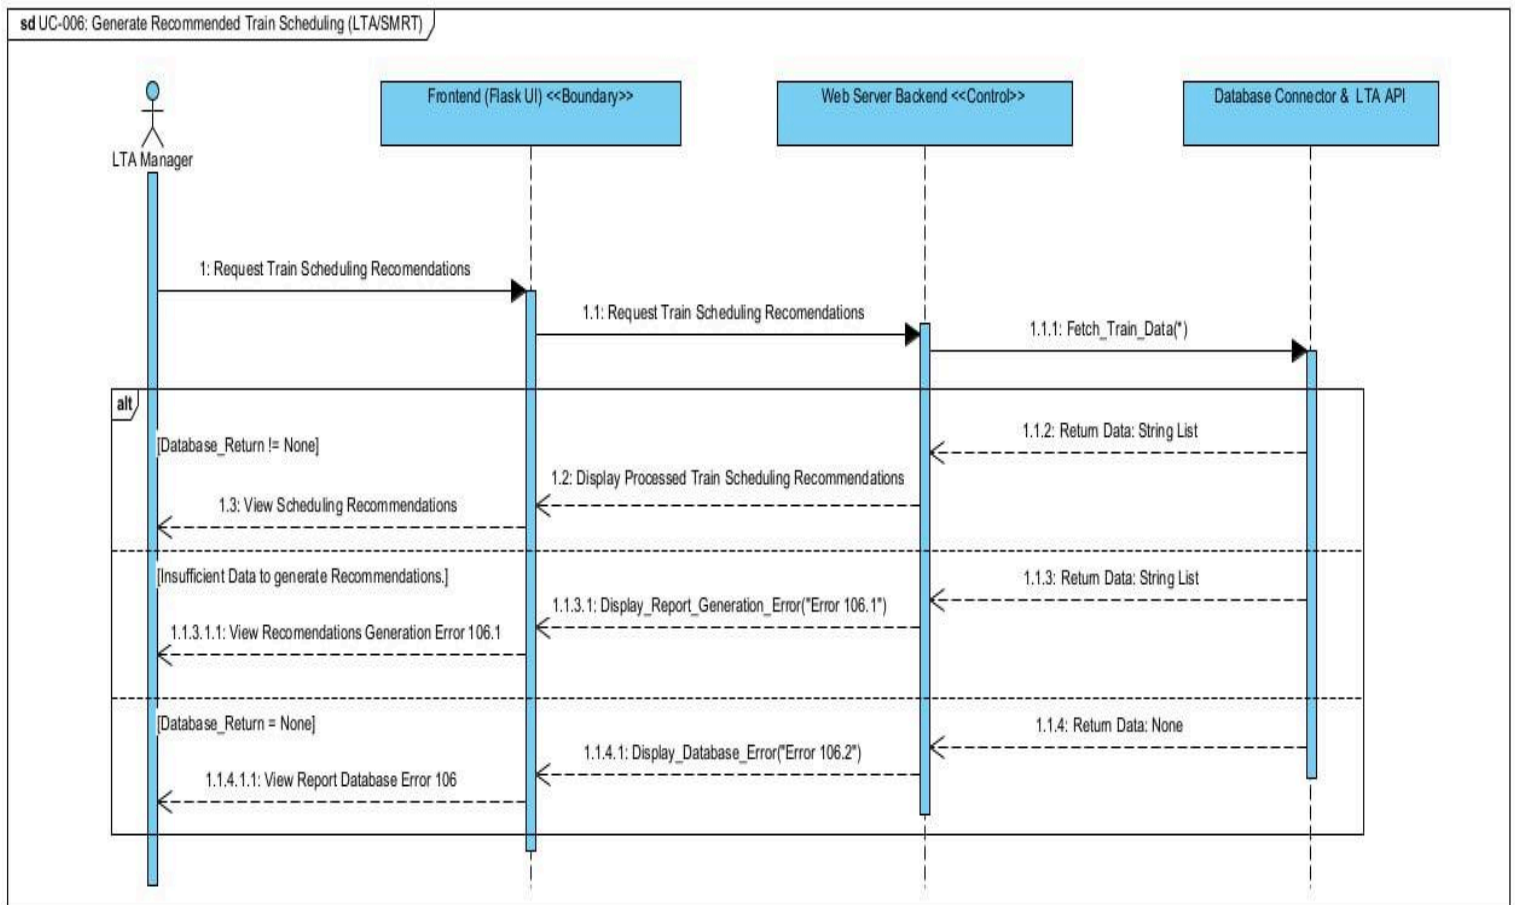 sd UC-006: Generate Recommended Train Scheduling (LTA/SMRT)
LTA Manager
Frontend (Flask UI) <<Boundary>>
Web Server Backend <<Control>>
Database Connector & LTA API
1: Request Train Scheduling Recomendations
1.1: Request Train Scheduling Recomendations
1.1.1: Fetch_Train_Data(*)
alt
[Database_Return != None]
1.1.2: Return Data: String List
1.2: Display Processed Train Scheduling Recommendations
1.3: View Scheduling Recommendations
[Insufficient Data to generate Recommendations.]
1.1.3: Return Data: String List
1.1.3.1: Display_Report_Generation_Error("Error 106.1")
1.1.3.1.1: View Recomendations Generation Error 106.1
[Database_Return = None]
1.1.4: Return Data: None
1.1.4.1: Display_Database_Error("Error 106.2")
1.1.4.1.1: View Report Database Error 106